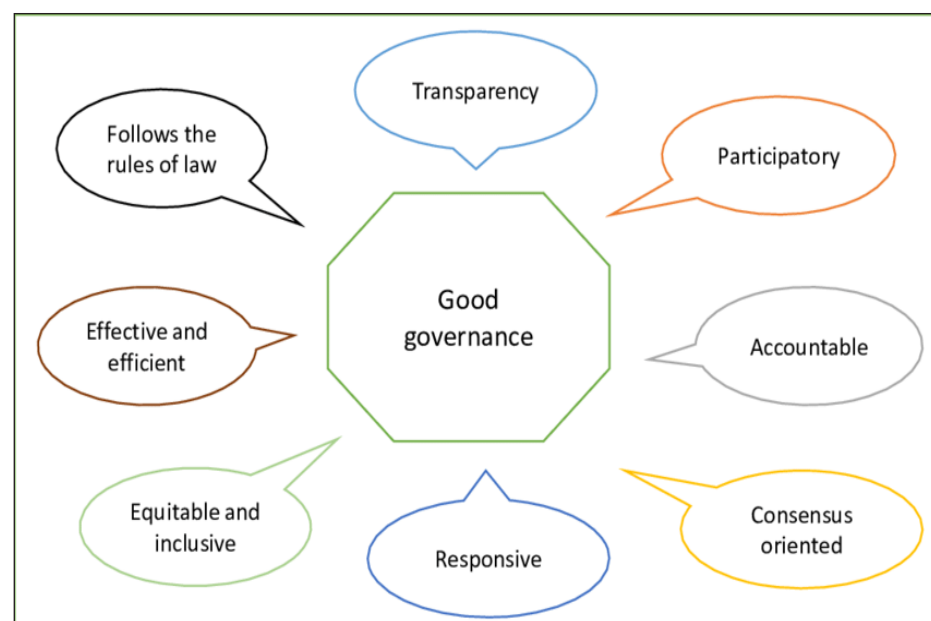 Transparency
Follows the
rules of law
Participatory
Good
governance
Effective and
efficient
Accountable
Equitable and
inclusive
Responsive
Consensus
oriented